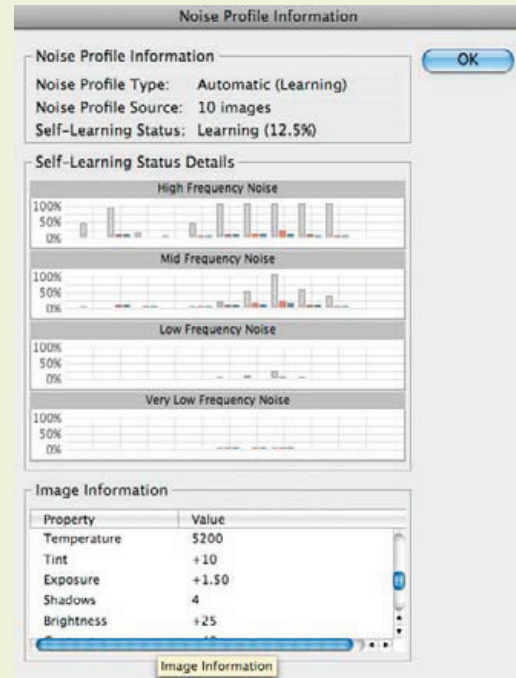 Noise Profile Information
Noise Profile Information
OK
Noise Profile Type: Automatic (Learning)
Noise Profile Source: 10 images
Self-Learning Status: Learning (12.5%)
Self-Learning Status Details
High Frequency Noise
100%
50%
0%
Mid Frequency Noise
100%
50%
0%
Low Frequency Noise
100%
50%
0%
Very Low Frequency Noise
100%
50%
0%
Image Information
Property Value
Temperature 5200
Tint +10
Exposure +1.50
Shadows 4
Brightness +25
Image Information